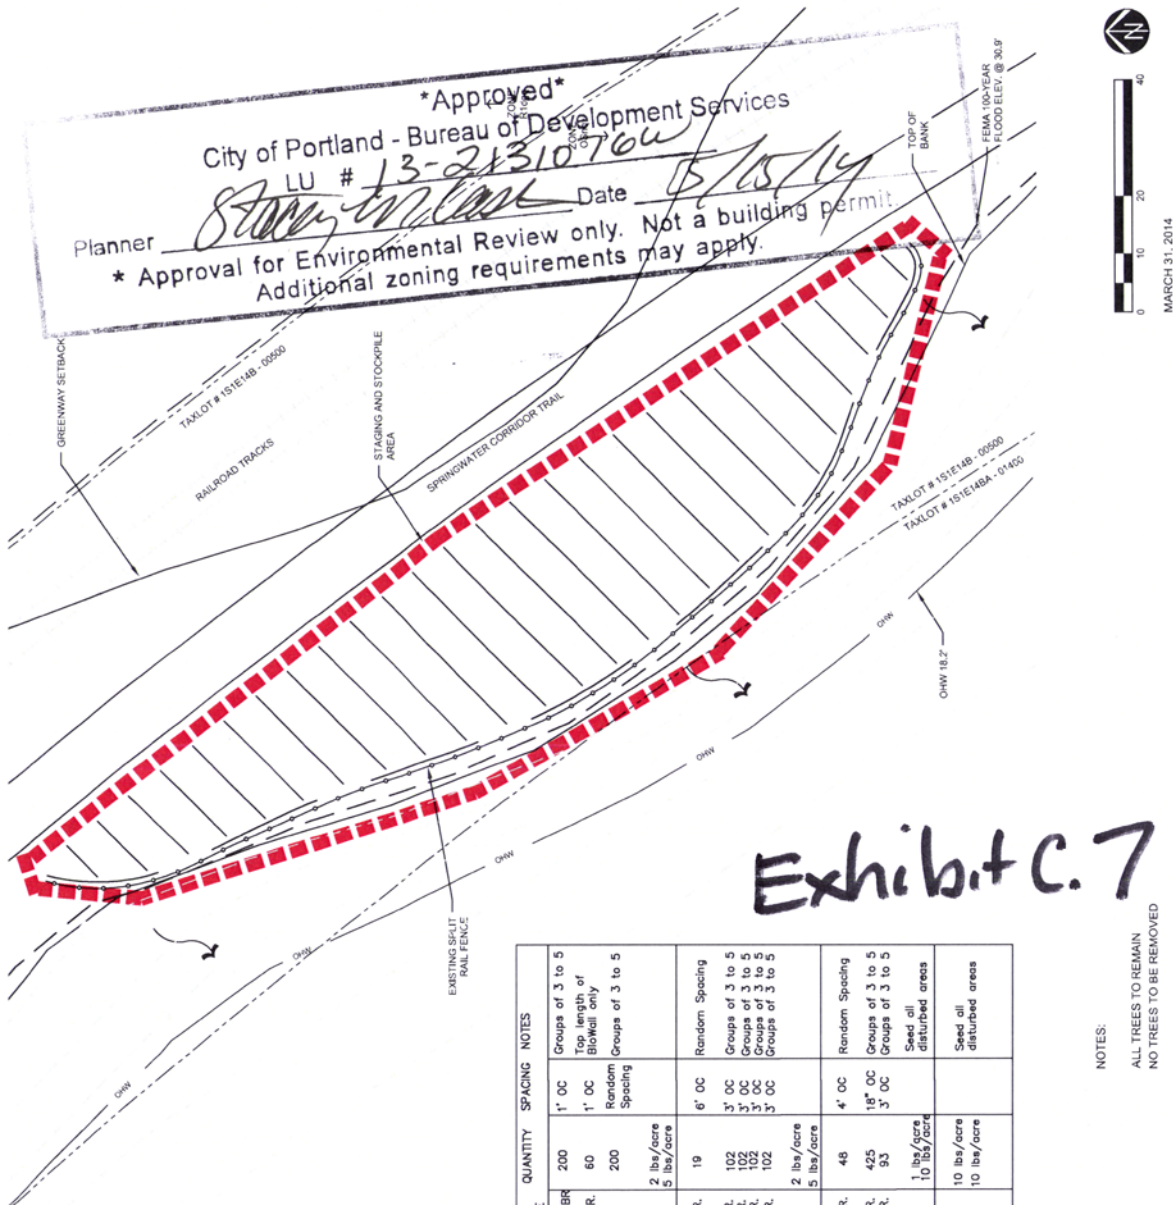 *Approved*
City of Portland - Bureau of Development Services
LU # 13-213107 GW
Planner Date 5/15/14
* Approval for Environmental Review only. Not a building permit.
Additional zoning requirements may apply.
ZONE
ZONE
N
40
20
10
0
MARCH 31, 2014
TOP OF
BANK
FEMA 100-YEAR
FLOOD ELEV. @ 30.9'
GREENWAY SETBACK
TAXLOT # 1S1E14B - 00500
RAILROAD TRACKS
STAGING AND STOCKPILE
AREA
SPRINGWATER CORRIDOR TRAIL
TAXLOT # 1S1E14B - 00500
TAXLOT # 1S1E14BA - 01400
OHW
OHW 18.2'
OHW
OHW
OHW
OHW
EXISTING SPLIT
RAIL FENCE
Exhibit C.7
QUANTITY SPACING NOTES
BR 200 1' OC Groups of 3 to 5
R. 60 1' OC Top length of
BioWall only
200 Random
Spacing Groups of 3 to 5
2 lbs/acre
5 lbs/acre
R. 19 6' OC Random Spacing
102 3' OC Groups of 3 to 5
102 3' OC Groups of 3 to 5
102 3' OC Groups of 3 to 5
102 3' OC Groups of 3 to 5
2 lbs/acre
5 lbs/acre
R. 48 4' OC Random Spacing
R. 425 18" OC Groups of 3 to 5
R. 93 3' OC Groups of 3 to 5
1 lbs/acre
10 lbs/acre
Seed all
disturbed areas
10 lbs/acre
10 lbs/acre
Seed all
disturbed areas
NOTES:
ALL TREES TO REMAIN
NO TREES TO BE REMOVED